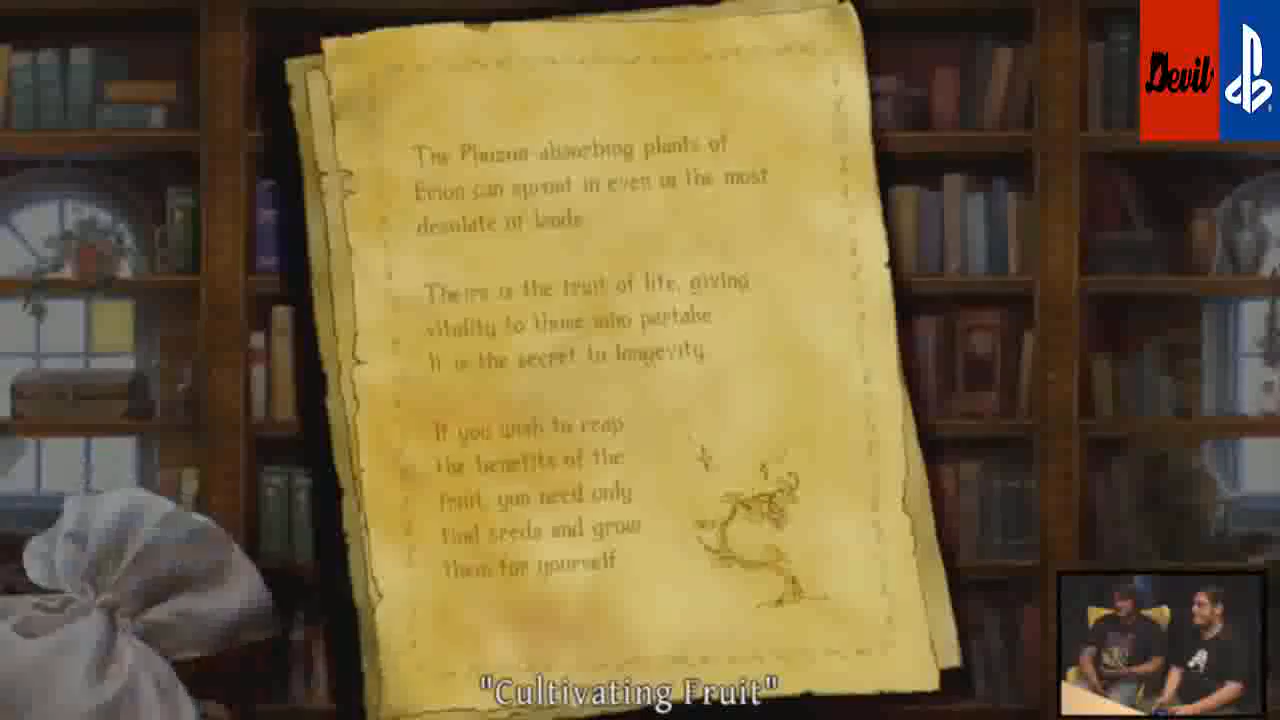 Devil
The Phozon-absorbing plants of
Erion can sprout in even in the most
desolate of lands
Theirs is the fruit of life, giving
vitality to those who partake
It is the secret to longevity
If you wish to reap
the benefits of the
fruit, you need only
find seeds and grow
them for yourself
"Cultivating Fruit"